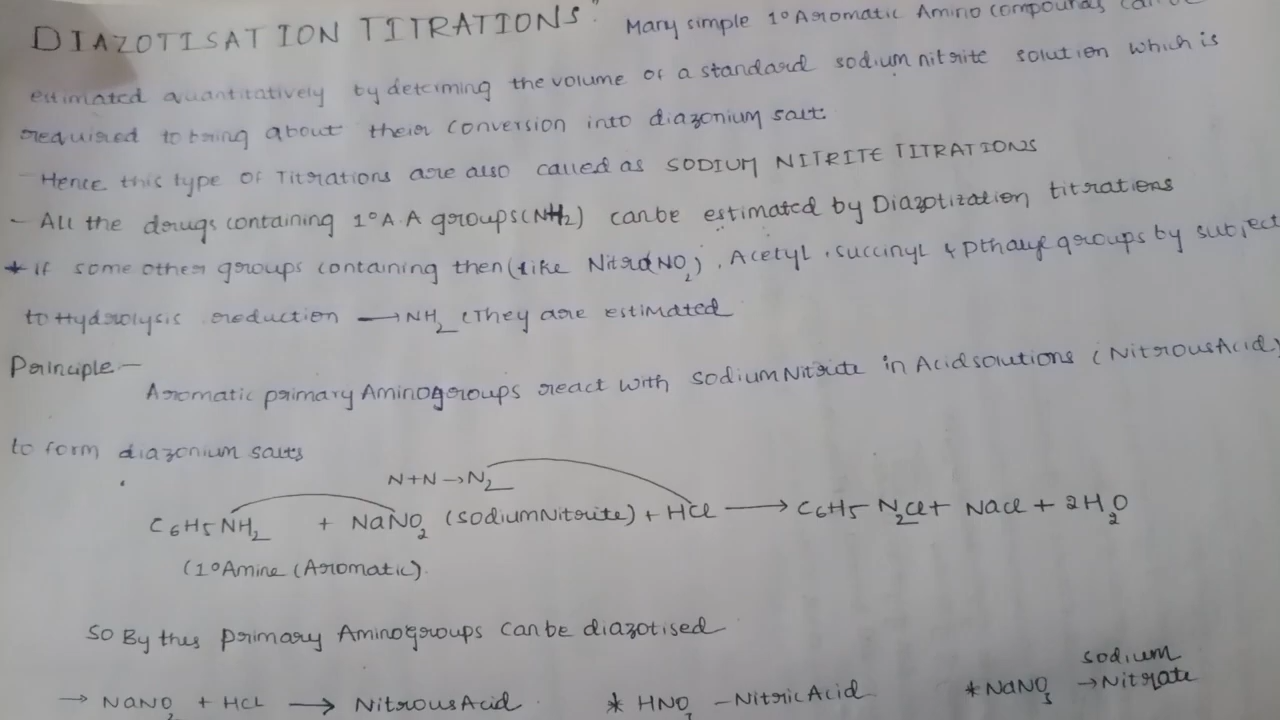 DIAZOTISATION TITRATIONS: Many simple 1° Aromatic Amino compounds can be
estimated quantitatively by deterimg the volume of a standard sodium nitrite solution which is
required to bring about their conversion into diazonium salt.
Hence this type of Titrations are also called as SODIUM NITRITE TITRATIONS
- All the drugs containing 1° A.A groups (NH2) can be estimated by Diazotization titrations
* if some other groups containing then (like Nitro(NO2), Acetyl, succinyl & pthalyl groups by subject
to Hydrolysis reduction → NH2 (They are estimated
Principle -
Aromatic primary Aminogroups react with sodium Nitrite in Acid solutions (Nitrous Acid)
to form diazonium salts
N+N → N2
C6H5NH2 + NaNO2 (sodium Nitrite) + HCl → C6H5 N2Cl + NaCl + 2H2O
(1° Amine (Aromatic).
so By thus primary Aminogroups can be diazotised
→ NaNO2 + HCl → Nitrous Acid * HNO3 - Nitric Acid * NaNO3 → sodium Nitrate